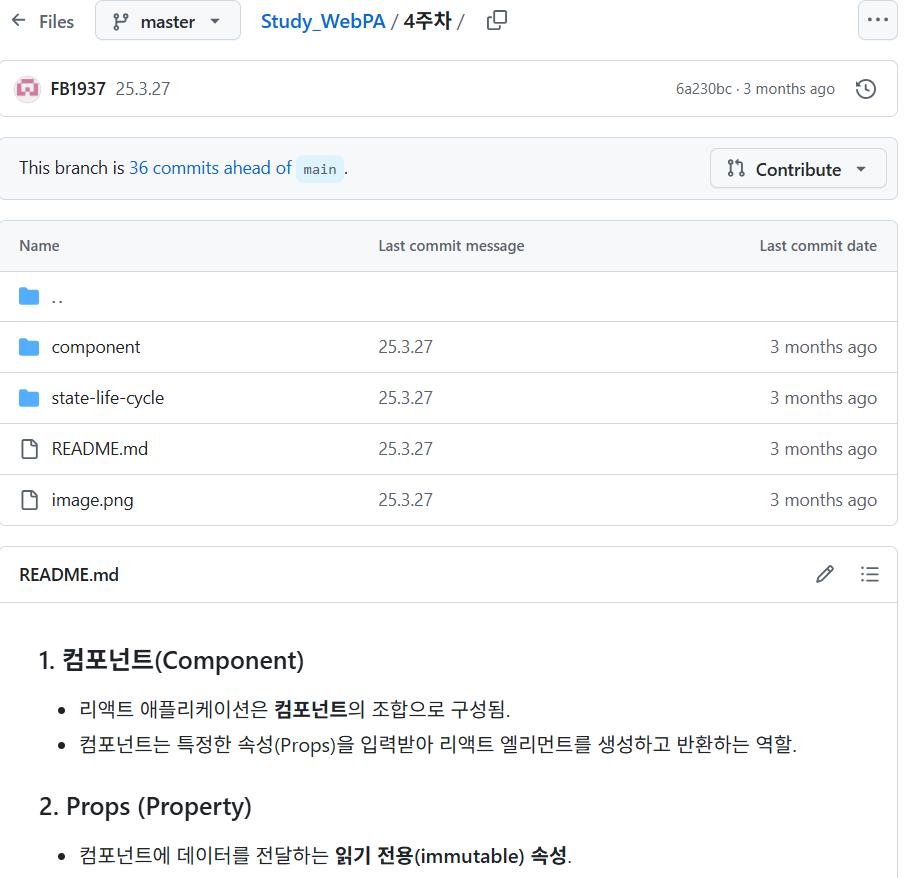 Files master Study_WebPA / 4주차 /
FB1937 25.3.27 6a230bc · 3 months ago
This branch is 36 commits ahead of main . Contribute
Name Last commit message Last commit date
..
component 25.3.27 3 months ago
state-life-cycle 25.3.27 3 months ago
README.md 25.3.27 3 months ago
image.png 25.3.27 3 months ago
README.md
1. 컴포넌트(Component)
• 리액트 애플리케이션은 컴포넌트의 조합으로 구성됨.
• 컴포넌트는 특정한 속성(Props)을 입력받아 리액트 엘리먼트를 생성하고 반환하는 역할.
2. Props (Property)
• 컴포넌트에 데이터를 전달하는 읽기 전용(immutable) 속성.